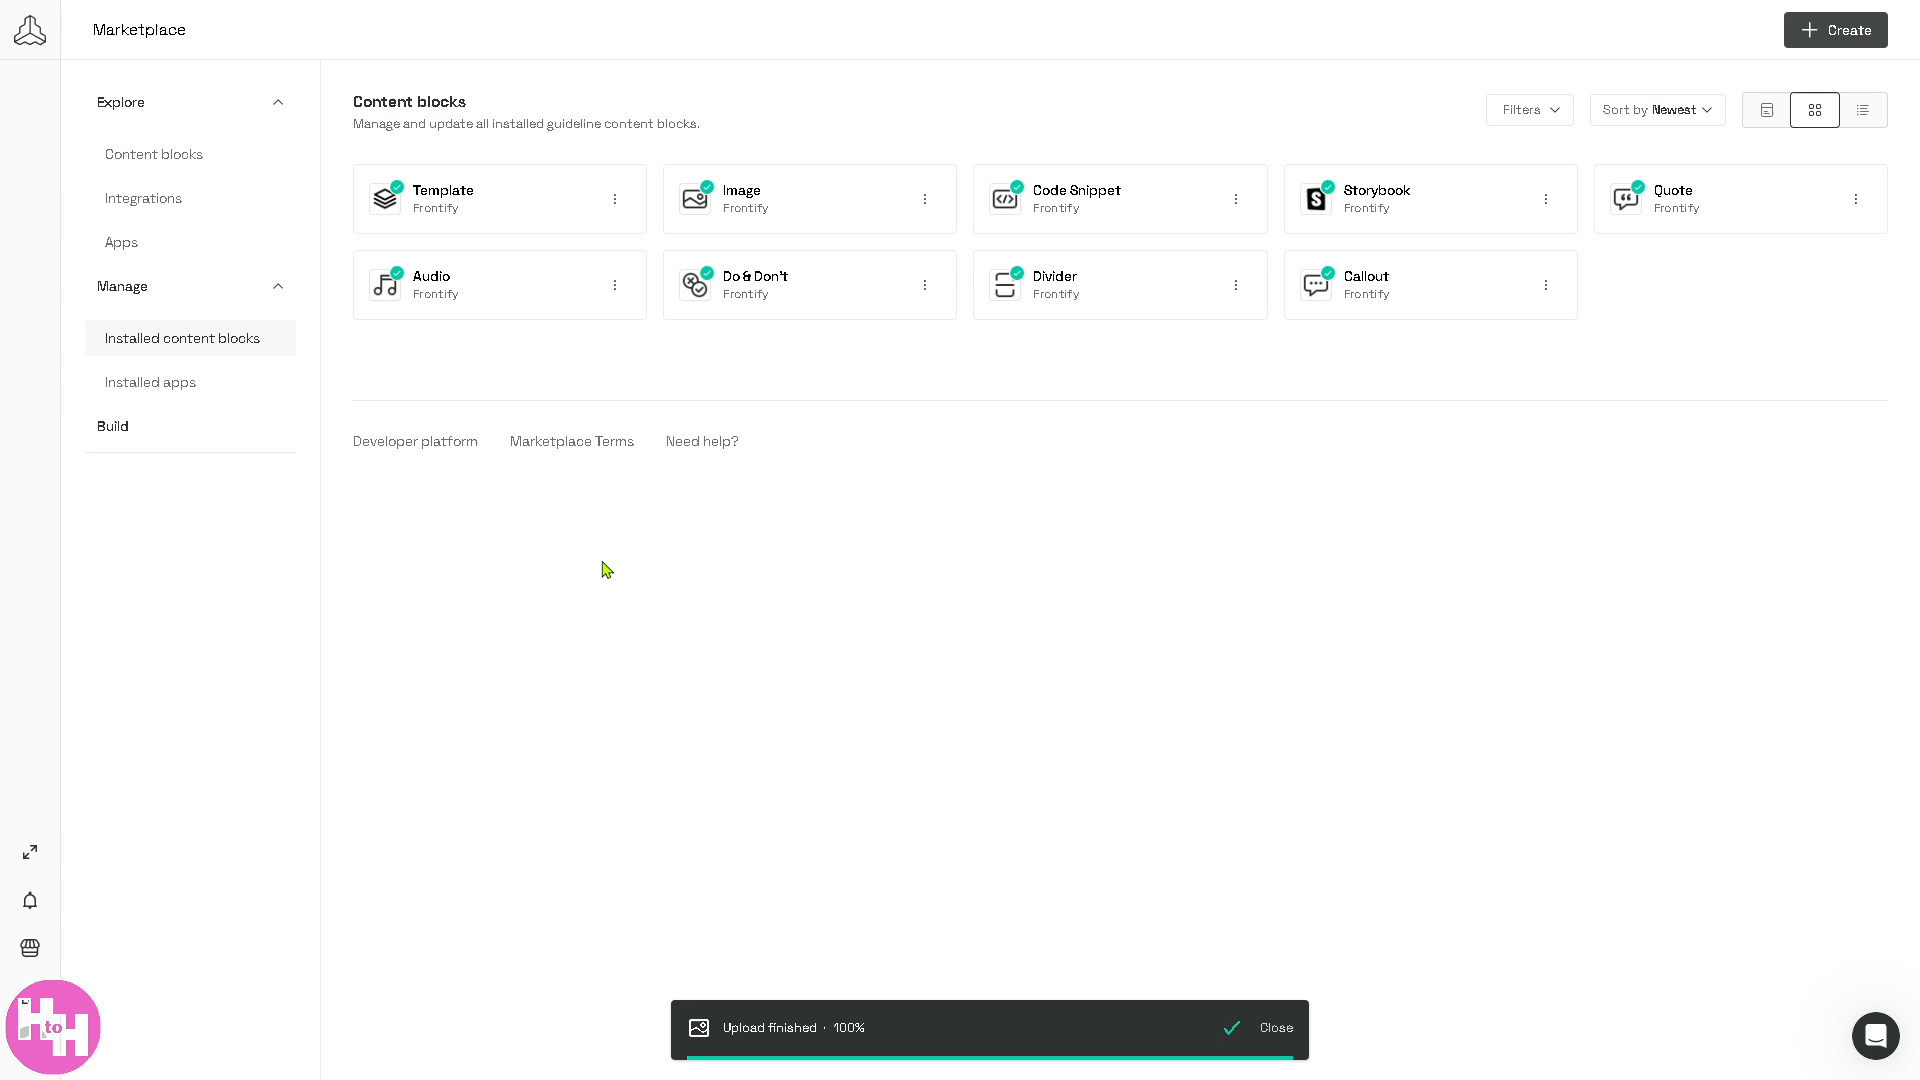 Marketplace
Create
Explore
Content blocks
Integrations
Apps
Manage
Installed content blocks
Installed apps
Build
Content blocks
Manage and update all installed guideline content blocks.
Filters
Sort by Newest
Template
Frontify
Image
Frontify
Code Snippet
Frontify
Storybook
Frontify
Quote
Frontify
Audio
Frontify
Do & Don't
Frontify
Divider
Frontify
Callout
Frontify
Developer platform
Marketplace Terms
Need help?
Upload finished · 100%
Close
H to H